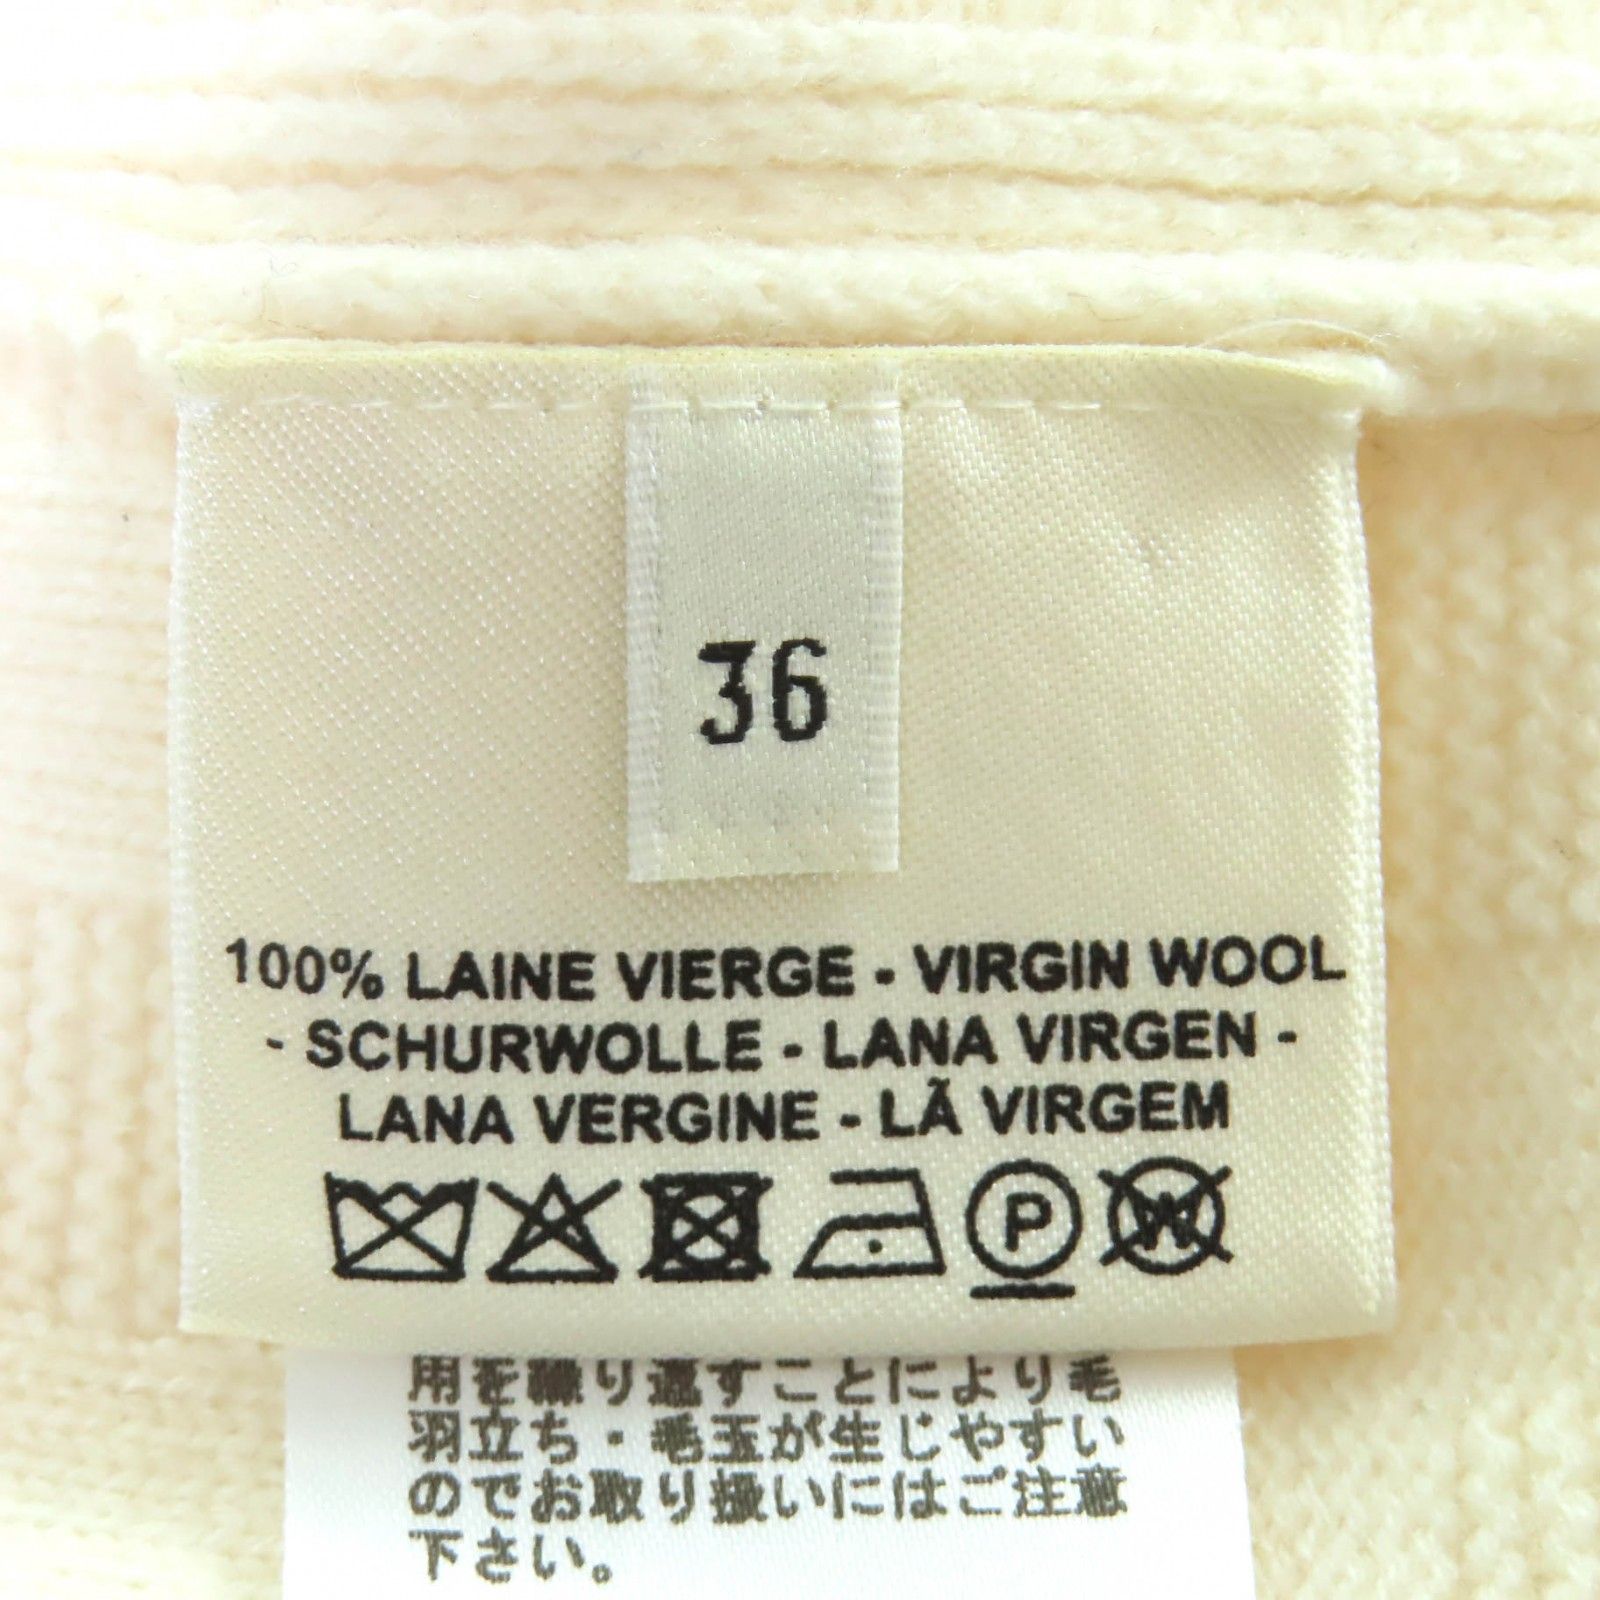 36
100% LAINE VIERGE - VIRGIN WOOL
- SCHURWOLLE - LANA VIRGEN -
LANA VERGINE - LÃ VIRGEM
P
W
用を繰り返すことにより毛
羽立ち・毛玉が生じやすい
のでお取り扱いにはご注意
下さい。